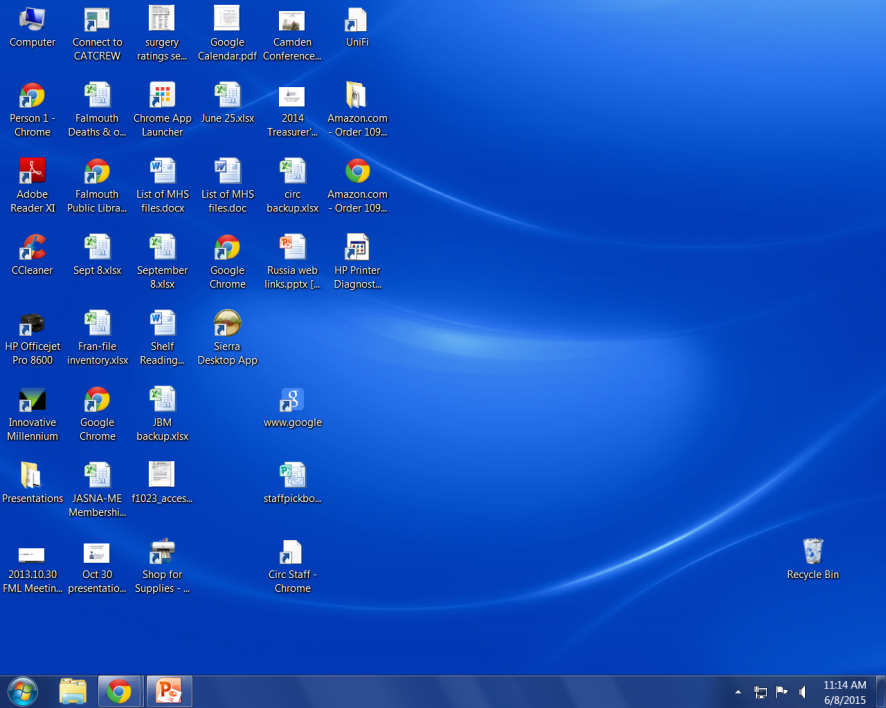 Computer
Connect to
CATCREW
surgery
ratings se...
Google
Calendar.pdf
Camden
Conference...
UniFi
Person 1 -
Chrome
Falmouth
Deaths & o...
Chrome App
Launcher
June 25.xlsx
2014
Treasurer'...
Amazon.com
- Order 109...
Adobe
Reader XI
Falmouth
Public Libra...
List of MHS
files.docx
List of MHS
files.doc
circ
backup.xlsx
Amazon.com
- Order 109...
CCleaner
Sept 8.xlsx
September
8.xlsx
Google
Chrome
Russia web
links.pptx [...
HP Printer
Diagnost...
HP Officejet
Pro 8600
Fran-file
inventory.xlsx
Shelf
Reading...
Sierra
Desktop App
Innovative
Millennium
Google
Chrome
JBM
backup.xlsx
www.google
Presentations
JASNA-ME
Membershi...
f1023_acces...
staffpickbo...
2013.10.30
FML Meetin...
Oct 30
presentatio...
Shop for
Supplies - ...
Circ Staff -
Chrome
Recycle Bin
11:14 AM
6/8/2015